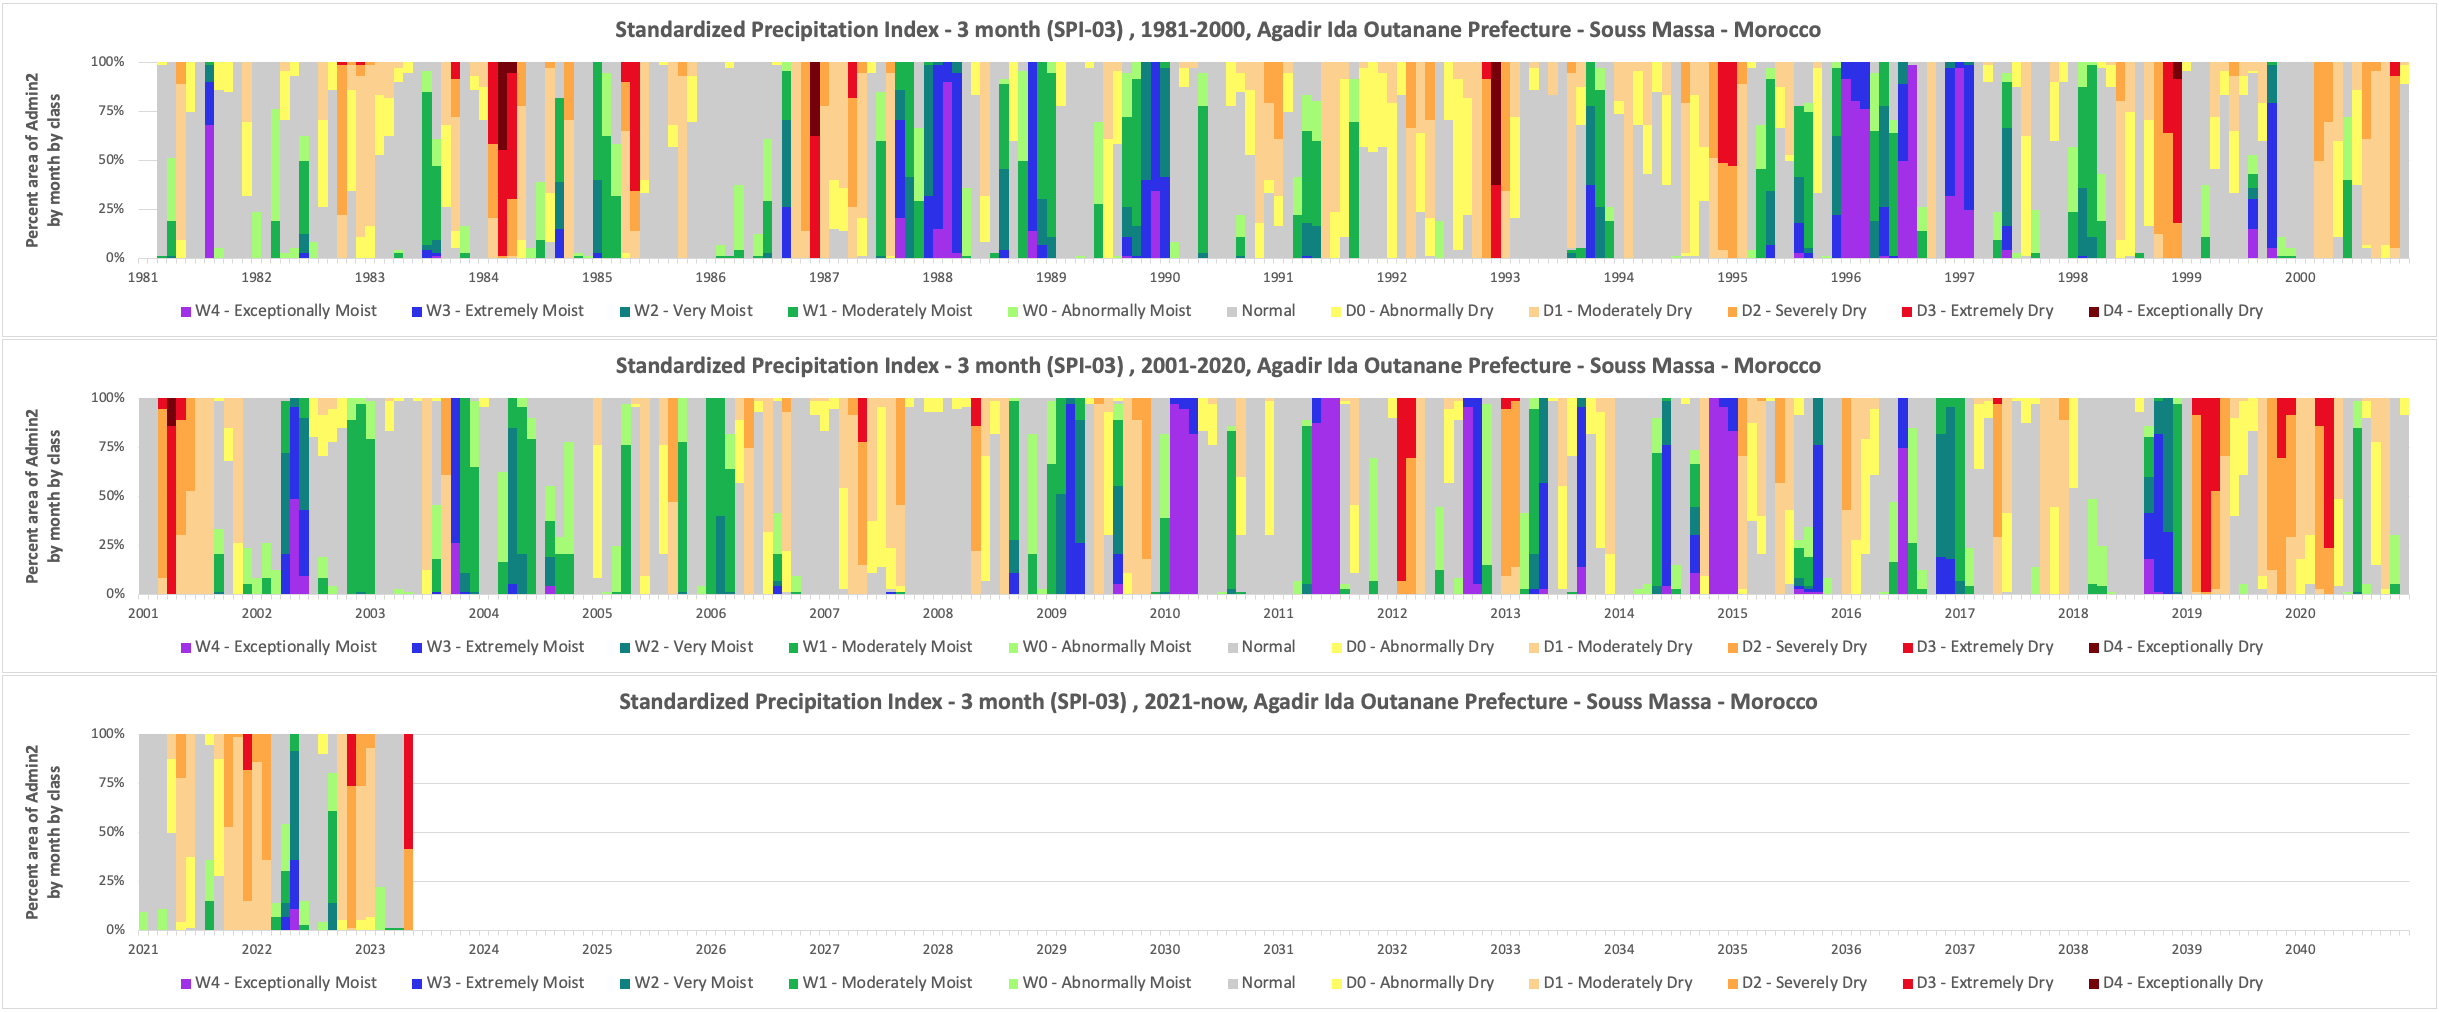 Standardized Precipitation Index - 3 month (SPI-03) , 1981-2000, Agadir Ida Outanane Prefecture - Souss Massa - Morocco
Percent area of Admin2
by month by class
100%
75%
50%
25%
0%
1981 1982 1983 1984 1985 1986 1987 1988 1989 1990 1991 1992 1993 1994 1995 1996 1997 1998 1999 2000
W4 - Exceptionally Moist W3 - Extremely Moist W2 - Very Moist W1 - Moderately Moist W0 - Abnormally Moist Normal D0 - Abnormally Dry D1 - Moderately Dry D2 - Severely Dry D3 - Extremely Dry D4 - Exceptionally Dry
Standardized Precipitation Index - 3 month (SPI-03) , 2001-2020, Agadir Ida Outanane Prefecture - Souss Massa - Morocco
Percent area of Admin2
by month by class
100%
75%
50%
25%
0%
2001 2002 2003 2004 2005 2006 2007 2008 2009 2010 2011 2012 2013 2014 2015 2016 2017 2018 2019 2020
W4 - Exceptionally Moist W3 - Extremely Moist W2 - Very Moist W1 - Moderately Moist W0 - Abnormally Moist Normal D0 - Abnormally Dry D1 - Moderately Dry D2 - Severely Dry D3 - Extremely Dry D4 - Exceptionally Dry
Standardized Precipitation Index - 3 month (SPI-03) , 2021-now, Agadir Ida Outanane Prefecture - Souss Massa - Morocco
Percent area of Admin2
by month by class
100%
75%
50%
25%
0%
2021 2022 2023 2024 2025 2026 2027 2028 2029 2030 2031 2032 2033 2034 2035 2036 2037 2038 2039 2040
W4 - Exceptionally Moist W3 - Extremely Moist W2 - Very Moist W1 - Moderately Moist W0 - Abnormally Moist Normal D0 - Abnormally Dry D1 - Moderately Dry D2 - Severely Dry D3 - Extremely Dry D4 - Exceptionally Dry